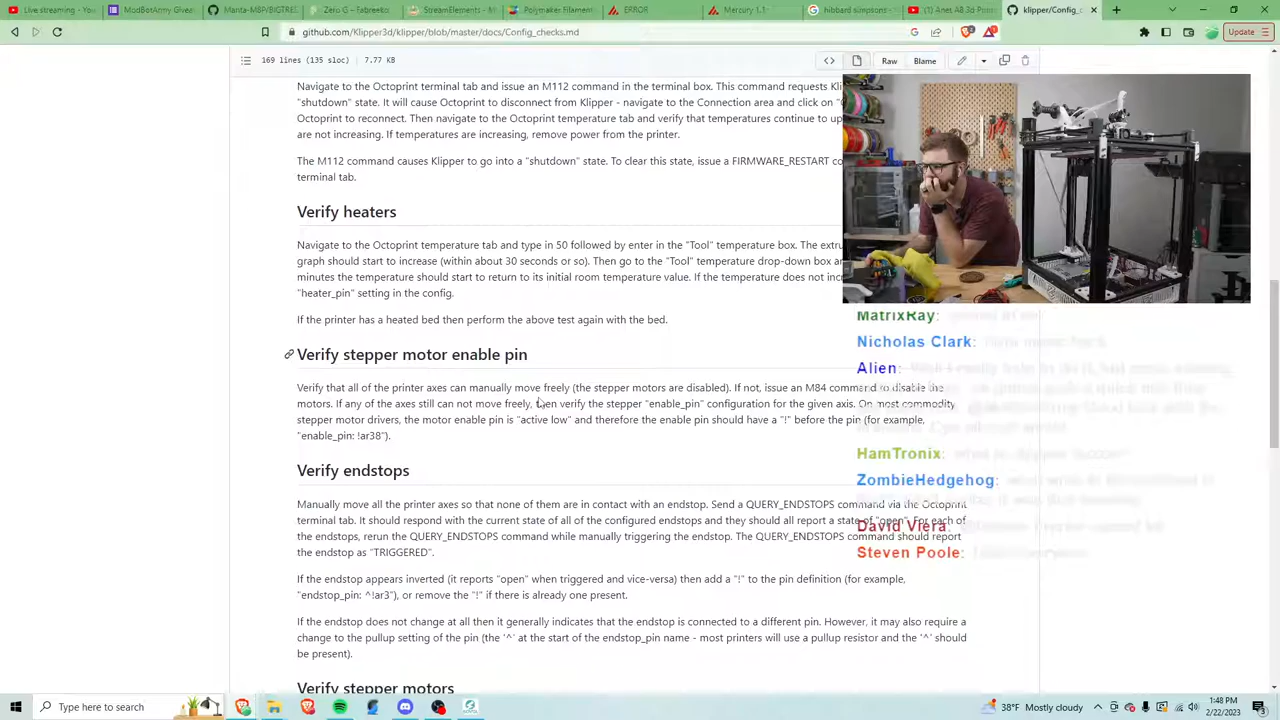 Streaming - You
ModBotArmy Givea
Manta-M8P/BIGTREE
Zero G - Fabreeko
StreamElements - M
Polymaker Filament
ERROR
Mercury 1.1
hibbard simpsons -
(1) Anet A8 3d Pos
klipper/Config_c
github.com/Klipper3d/klipper/blob/master/docs/Config_checks.md
Update
169 lines (135 sloc) 7.77 KB
Raw Blame
Navigate to the Octoprint terminal tab and issue an M112 command in the terminal box. This command requests Kl
"shutdown" state. It will cause Octoprint to disconnect from Klipper - navigate to the Connection area and click on "
Octoprint to reconnect. Then navigate to the Octoprint temperature tab and verify that temperatures continue to up
are not increasing. If temperatures are increasing, remove power from the printer.
The M112 command causes Klipper to go into a "shutdown" state. To clear this state, issue a FIRMWARE_RESTART co
terminal tab.
Verify heaters
Navigate to the Octoprint temperature tab and type in 50 followed by enter in the "Tool" temperature box. The extru
graph should start to increase (within about 30 seconds or so). Then go to the "Tool" temperature drop-down box an
minutes the temperature should start to return to its initial room temperature value. If the temperature does not inc
"heater_pin" setting in the config.
If the printer has a heated bed then perform the above test again with the bed.
Verify stepper motor enable pin
Verify that all of the printer axes can manually move freely (the stepper motors are disabled). If not, issue an M84 command to disable the
motors. If any of the axes still can not move freely, then verify the stepper "enable_pin" configuration for the given axis. On most commodity
stepper motor drivers, the motor enable pin is "active low" and therefore the enable pin should have a "!" before the pin (for example,
"enable_pin: !ar38").
Verify endstops
Manually move all the printer axes so that none of them are in contact with an endstop. Send a QUERY_ENDSTOPS command via the Octoprint
terminal tab. It should respond with the current state of all of the configured endstops and they should all report a state of "open". For each of
the endstops, rerun the QUERY_ENDSTOPS command while manually triggering the endstop. The QUERY_ENDSTOPS command should report
the endstop as "TRIGGERED".
If the endstop appears inverted (it reports "open" when triggered and vice-versa) then add a "!" to the pin definition (for example,
"endstop_pin: ^!ar3"), or remove the "!" if there is already one present.
If the endstop does not change at all then it generally indicates that the endstop is connected to a different pin. However, it may also require a
change to the pullup setting of the pin (the '^' at the start of the endstop_pin name - most printers will use a pullup resistor and the '^' should
be present).
Verify stepper motors
MatrixRay:
Nicholas Clark:
Alien:
HamTronix:
ZombieHedgehog:
David Viera:
Steven Poole:
Type here to search
38°F Mostly cloudy
1:48 PM
2/22/2023